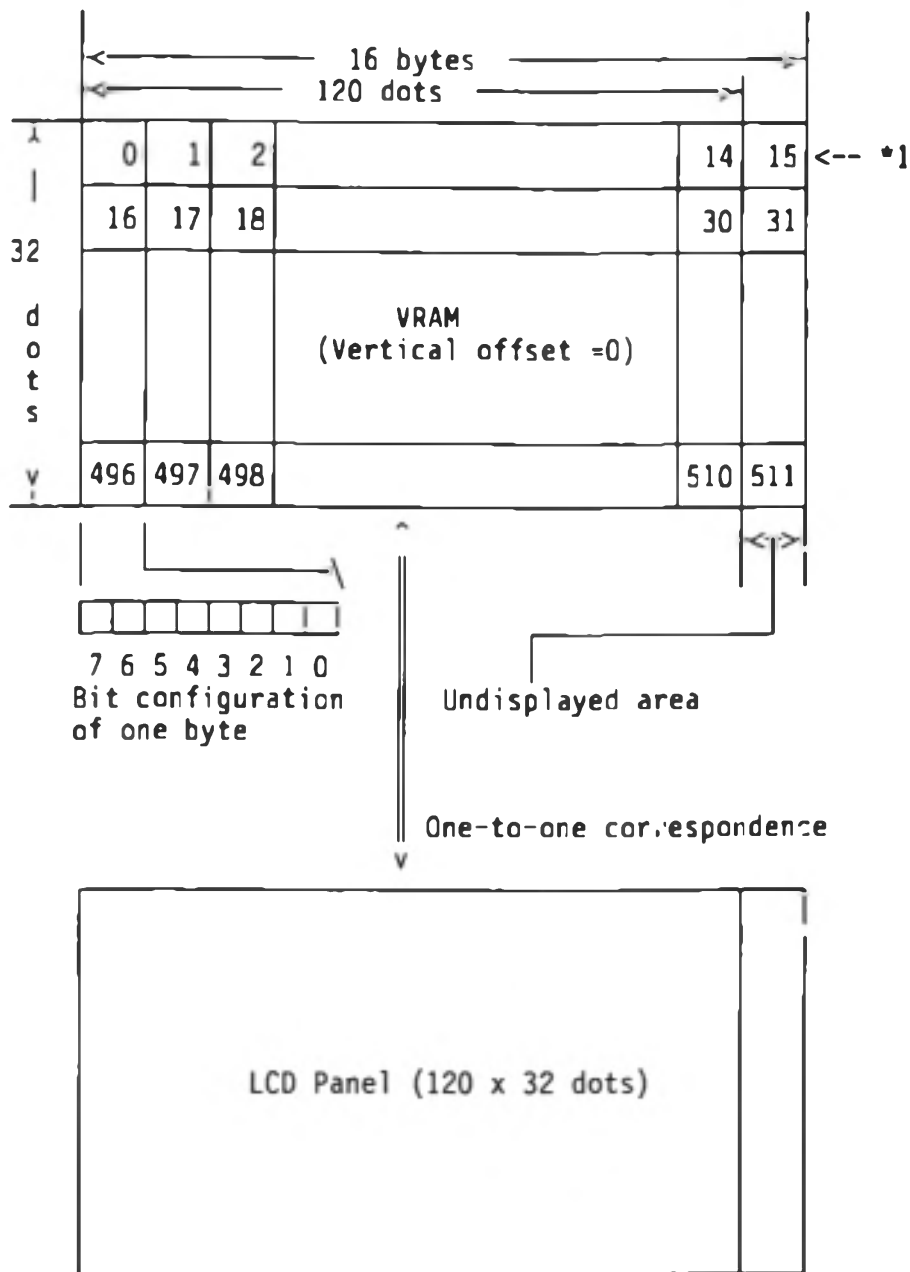 16 bytes
120 dots
0 1 2 14 15 <-- *1
16 17 18 30 31
32
dots
VRAM
(Vertical offset =0)
496 497 498 510 511
7 6 5 4 3 2 1 0
Bit configuration
of one byte
Undisplayed area
One-to-one correspondence
LCD Panel (120 x 32 dots)